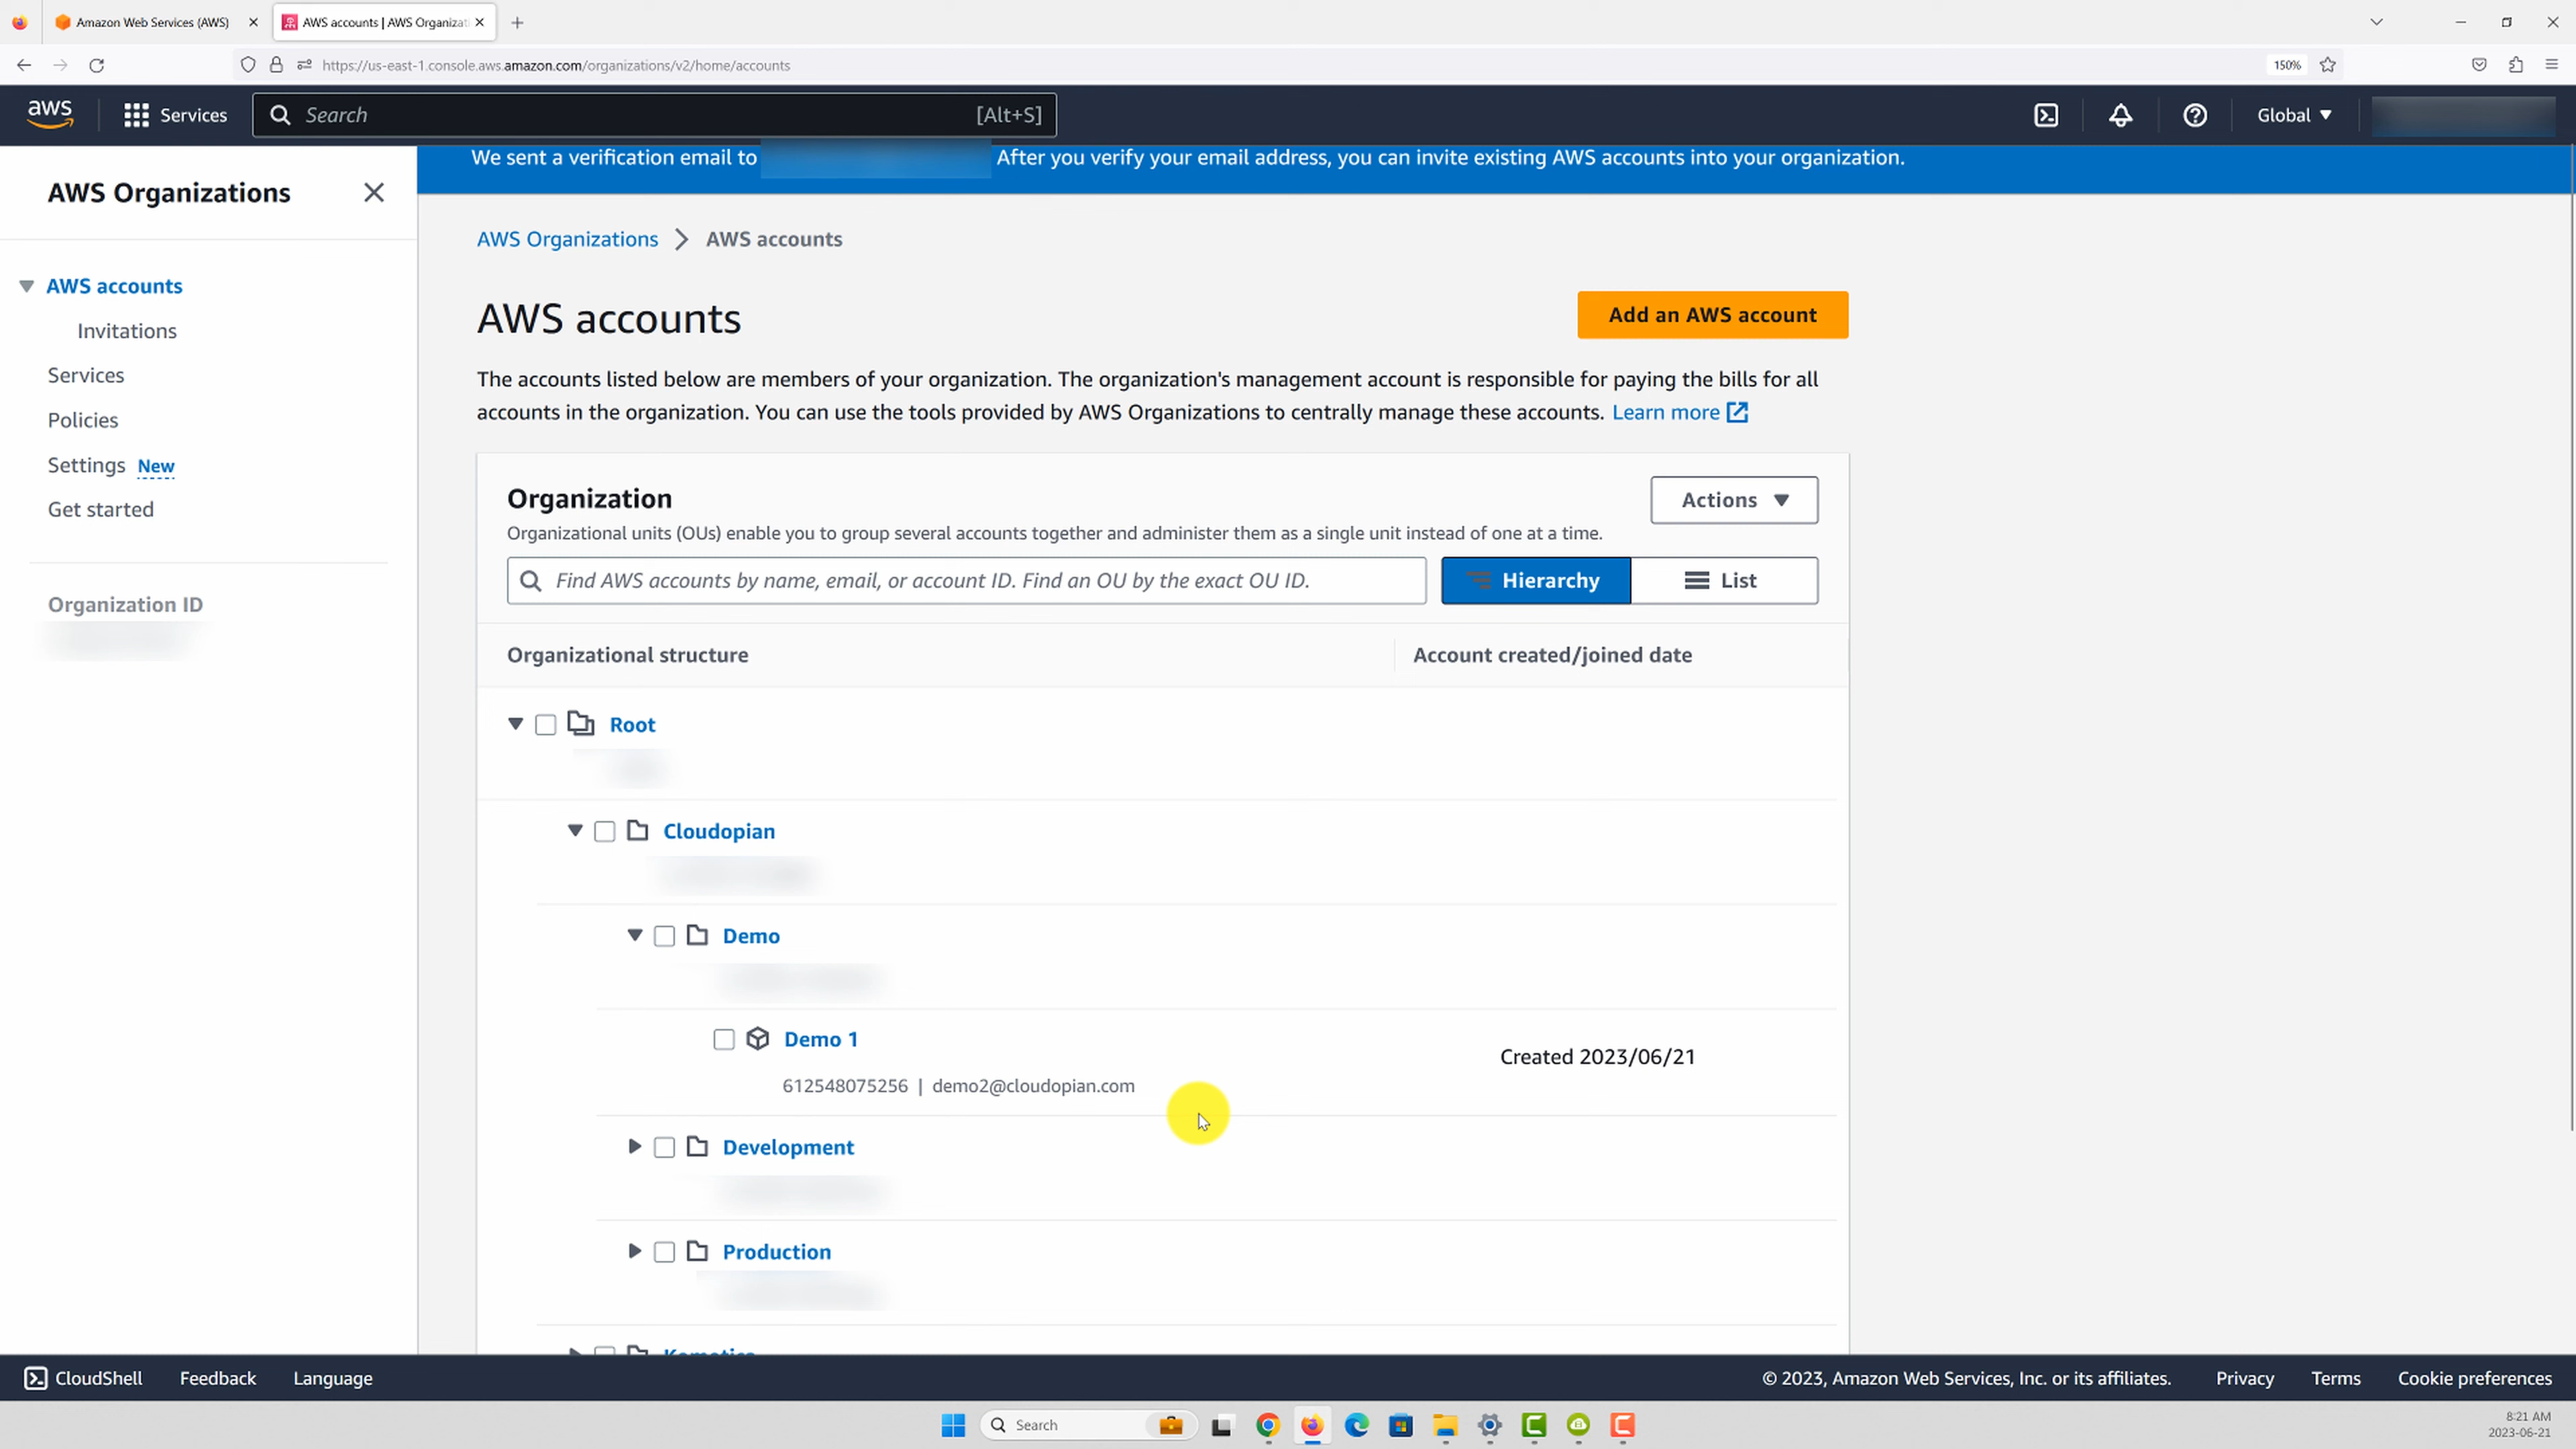 Amazon Web Services (AWS)
AWS accounts | AWS Organizat
https://us-east-1.console.aws.amazon.com/organizations/v2/home/accounts
150%
aws
Services
Search
[Alt+S]
Global
We sent a verification email to
After you verify your email address, you can invite existing AWS accounts into your organization.
AWS Organizations
AWS accounts
Invitations
Services
Policies
Settings New
Get started
Organization ID
AWS Organizations > AWS accounts
AWS accounts
Add an AWS account
The accounts listed below are members of your organization. The organization's management account is responsible for paying the bills for all
accounts in the organization. You can use the tools provided by AWS Organizations to centrally manage these accounts. Learn more
Organization
Actions
Organizational units (OUs) enable you to group several accounts together and administer them as a single unit instead of one at a time.
Find AWS accounts by name, email, or account ID. Find an OU by the exact OU ID.
Hierarchy
List
Organizational structure
Account created/joined date
Root
Cloudopian
Demo
Demo 1
Created 2023/06/21
612548075256 | demo2@cloudopian.com
Development
Production
CloudShell
Feedback
Language
© 2023, Amazon Web Services, Inc. or its affiliates.
Privacy
Terms
Cookie preferences
Search
8:21 AM
2023-06-21